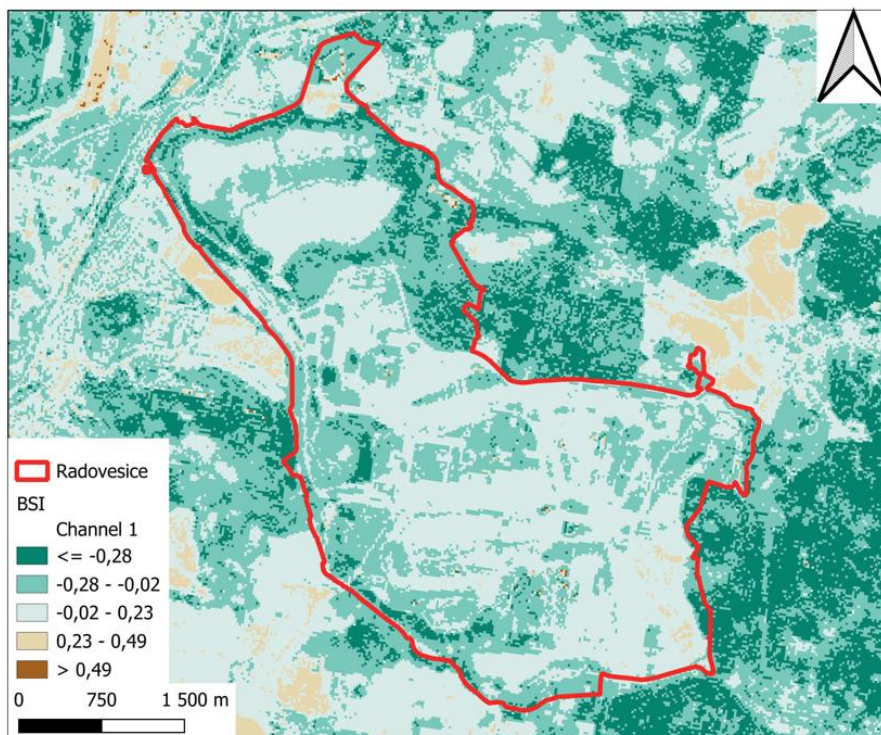 Radovesice
BSI
Channel 1
<= -0,28
-0,28 - -0,02
-0,02 - 0,23
0,23 - 0,49
> 0,49
0 750 1 500 m